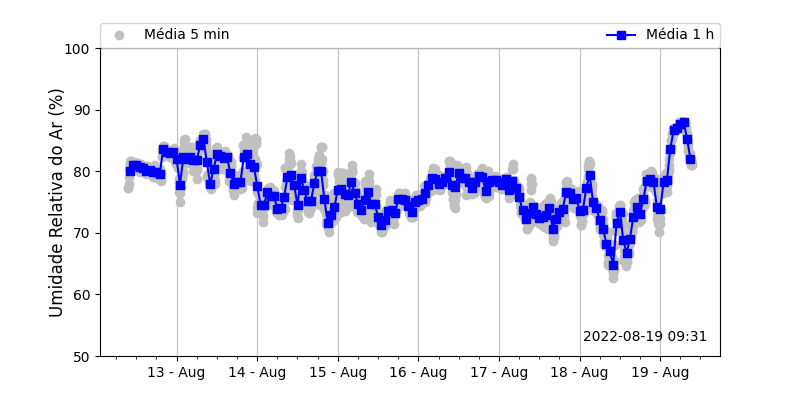 Média 5 min Média 1 h
100
90
80
70
60
50
Umidade Relativa do Ar (%)
2022-08-19 09:31
13 - Aug 14 - Aug 15 - Aug 16 - Aug 17 - Aug 18 - Aug 19 - Aug